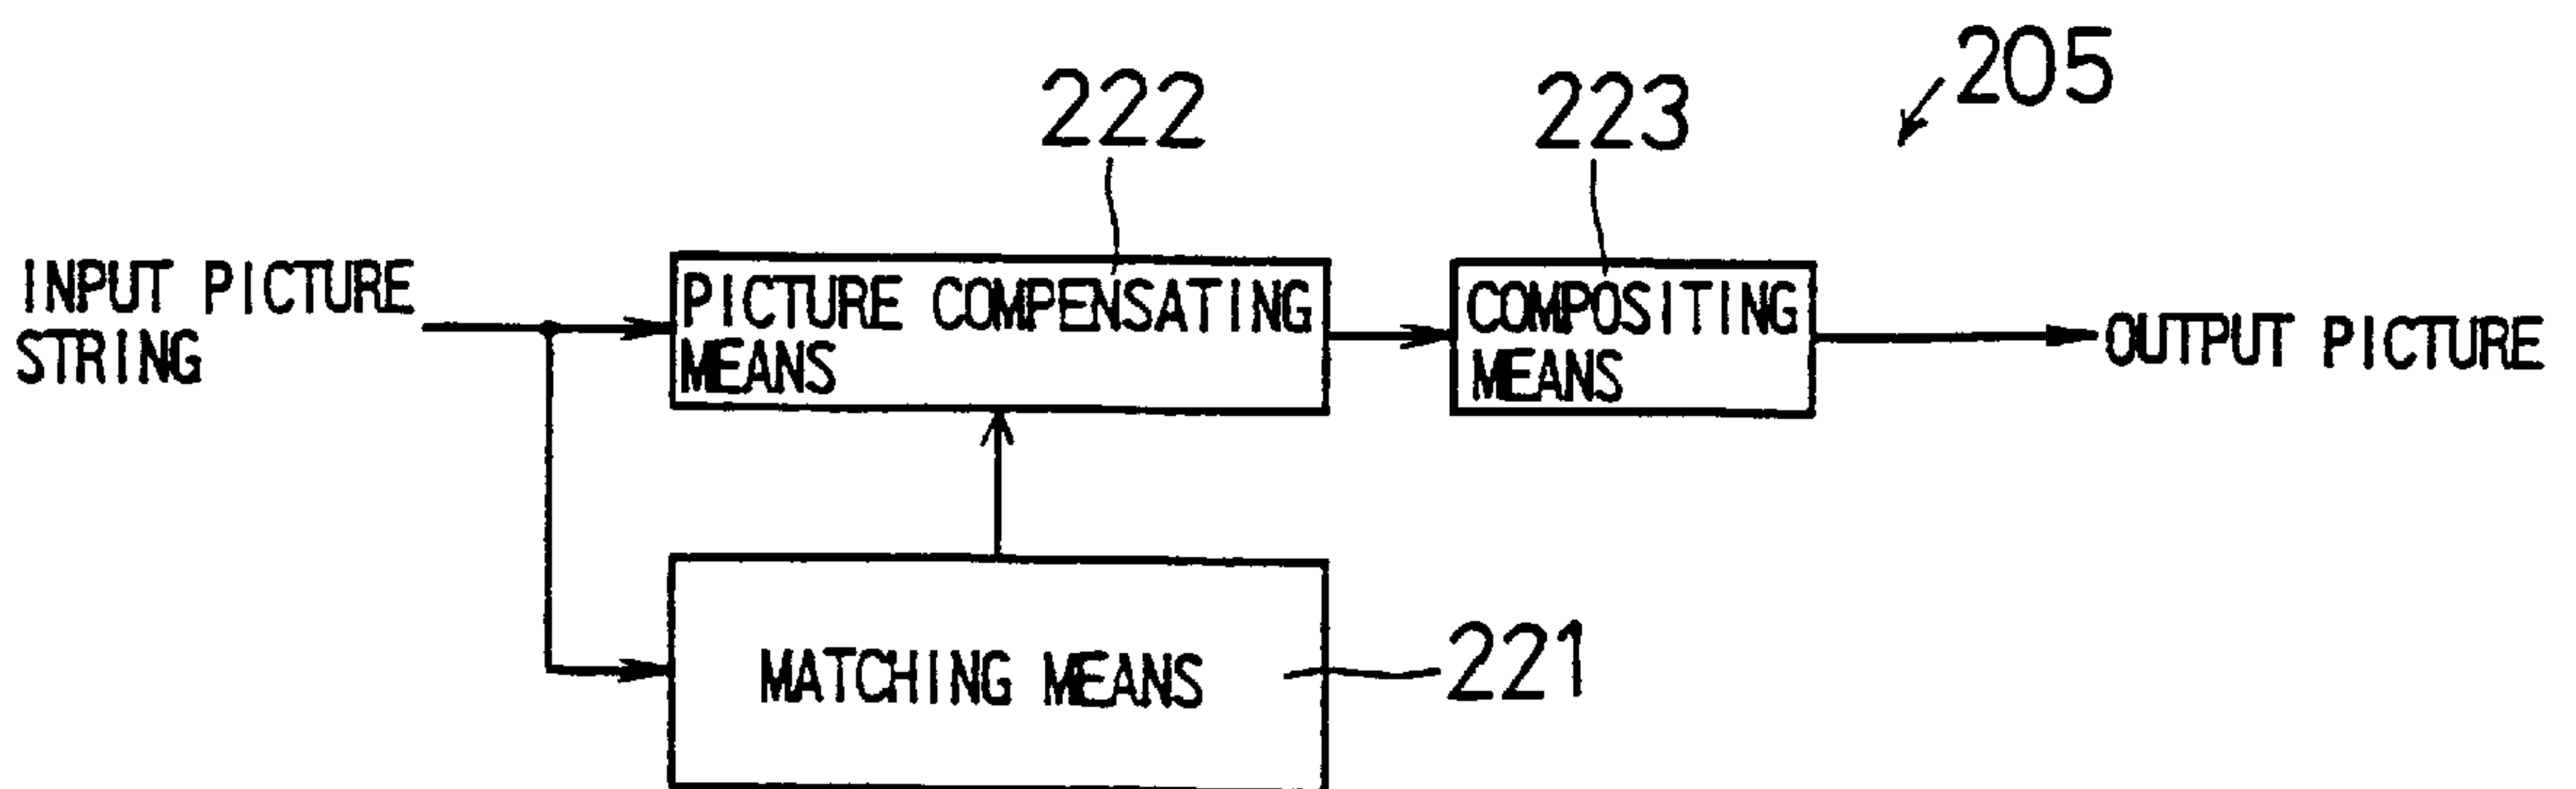 205
222
223
INPUT PICTURE
STRING
PICTURE COMPENSATING
MEANS
COMPOSITING
MEANS
OUTPUT PICTURE
MATCHING MEANS
221